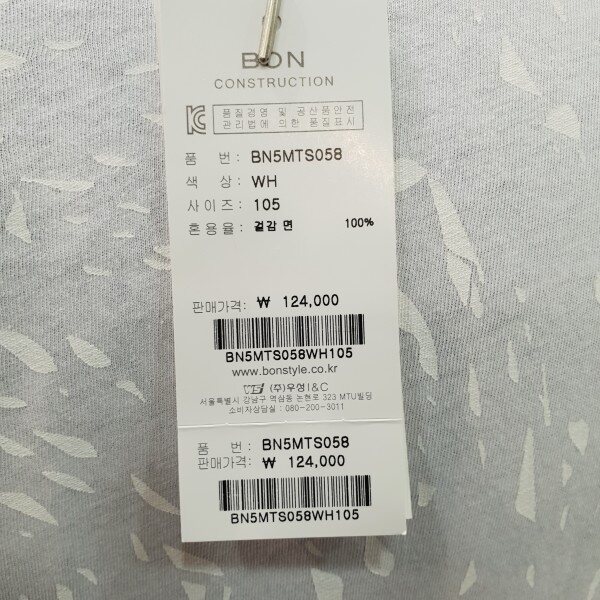 BON
CONSTRUCTION
품질경영 및 공산품안전
관리법에 의한 품질표시
품 번: BN5MTS058
색 상: WH
사이즈: 105
혼용율: 겉감 면 100%
판매가격: ₩ 124,000
BN5MTS058WH105
www.bonstyle.co.kr
(주)우성I&C
서울특별시 강남구 역삼동 논현로 323 MTU빌딩
소비자상담실 : 080-200-3011
품 번: BN5MTS058
판매가격: ₩ 124,000
BN5MTS058WH105